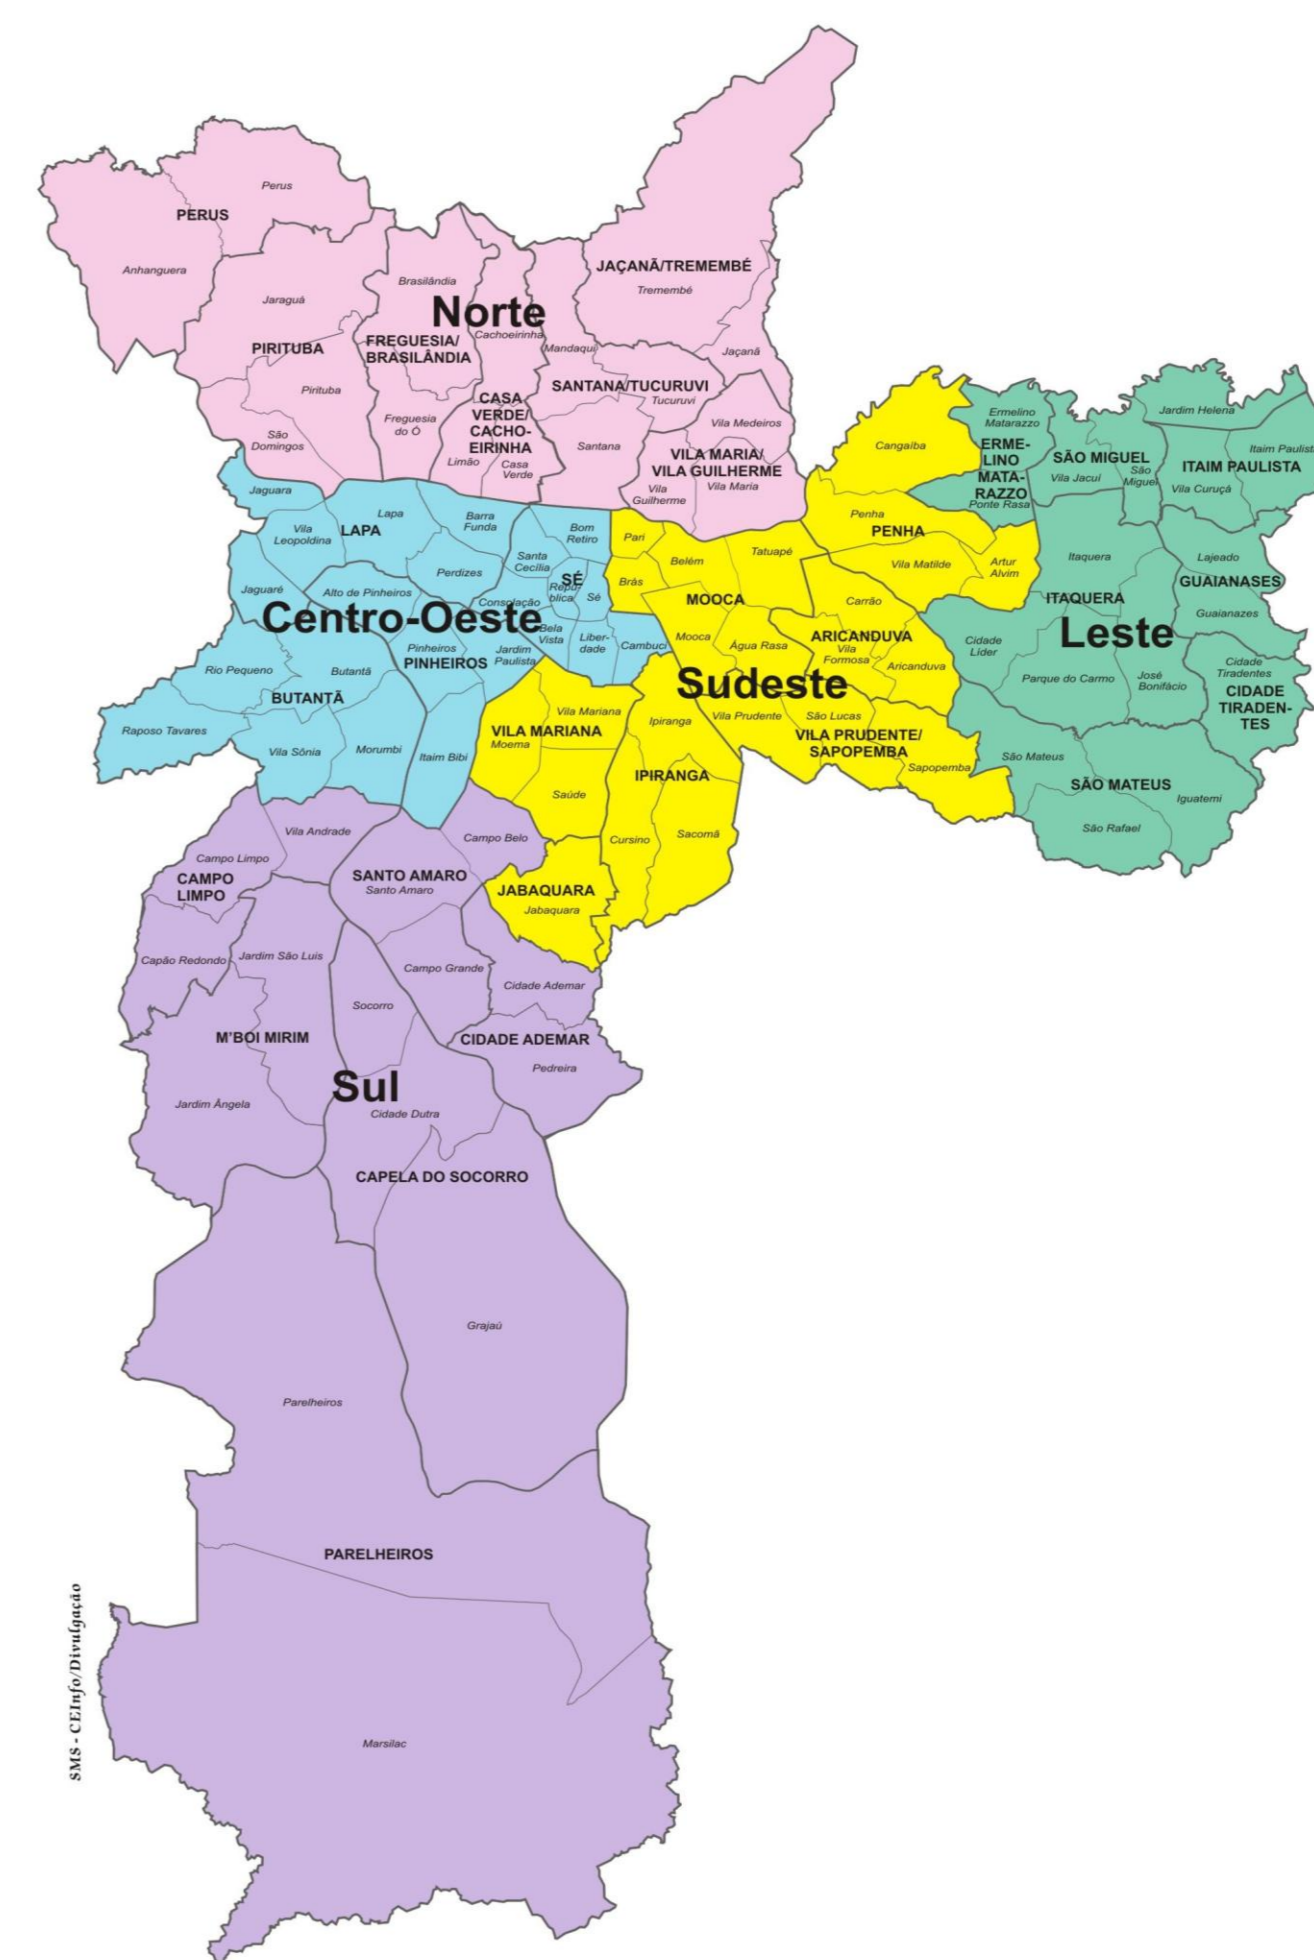 Perus
PERUS
Anhanguera
Jaraguá
PIRITUBA
Pirituba
São
Domingos
Brasilândia
Norte
FREGUESIA/
BRASILÂNDIA
Freguesia
do Ó
Cachoeirinha
CASA
VERDE/
CACHO-
EIRINHA
Limão
Casa
Verde
Mandaqui
JAÇANÃ/TREMEMBÉ
Tremembé
Jaçanã
SANTANA/TUCURUVI
Tucuruvi
Santana
Vila Medeiros
VILA MARIA/
VILA GUILHERME
Vila
Guilherme
Vila Maria
Jaguara
Vila
Leopoldina
LAPA
Lapa
Barra
Funda
Perdizes
Jaguaré
Alto de Pinheiros
Centro-Oeste
Bom
Retiro
Santa
Cecília
SÉ
Repú-
blica
Sé
Consolação
Bela
Vista
Liber-
dade
Cambuci
Pinheiros
PINHEIROS
Jardim
Paulista
Itaim Bibi
Rio Pequeno
Butantã
BUTANTÃ
Raposo Tavares
Vila Sônia
Morumbi
Cangaíba
Penha
PENHA
Vila Matilde
Artur
Alvim
Pari
Brás
Belém
Tatuapé
MOOCA
Mooca
Água Rasa
Carrão
ARICANDUVA
Vila
Formosa
Aricanduva
Sudeste
Vila Prudente
São Lucas
VILA PRUDENTE/
SAPOPEMBA
Sapopemba
Vila Mariana
VILA MARIANA
Moema
Saúde
Ipiranga
IPIRANGA
Cursino
Sacomã
JABAQUARA
Jabaquara
Ermelino
Matarazzo
ERME-
LINO
MATA-
RAZZO
Ponte Rasa
SÃO MIGUEL
Vila Jacuí
São
Miguel
Jardim Helena
Itaim Paulist
ITAIM PAULISTA
Vila Curuçá
Itaquera
ITAQUERA
Lajeado
GUAIANASES
Guaianazes
Leste
Cidade
Líder
Parque do Carmo
José
Bonifácio
Cidade
Tiradentes
CIDADE
TIRADEN-
TES
São Mateus
SÃO MATEUS
Iguatemi
São Rafael
Vila Andrade
Campo Limpo
CAMPO
LIMPO
Capão Redondo
Campo Belo
SANTO AMARO
Santo Amaro
Campo Grande
Jardim São Luis
M'BOI MIRIM
Jardim Ângela
Socorro
Cidade Ademar
CIDADE ADEMAR
Pedreira
Sul
Cidade Dutra
CAPELA DO SOCORRO
Grajaú
Parelheiros
PARELHEIROS
Marsilac
SMS - CEInfo/Divulgação